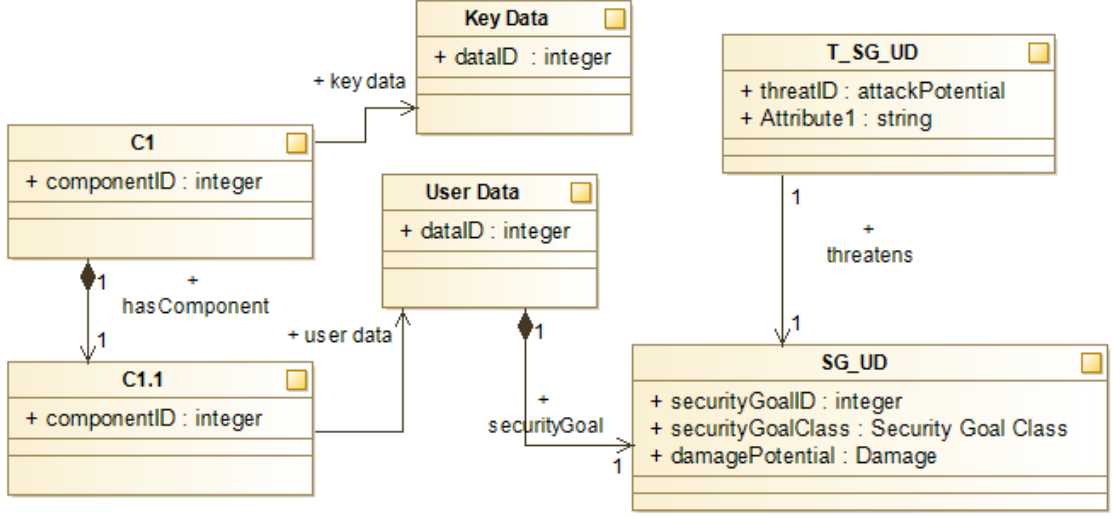 Key Data
+ dataID : integer
+ key data
C1
+ componentID : integer
1
+
hasComponent
1
C1.1
+ componentID : integer
+ user data
User Data
+ dataID : integer
1
+
securityGoal
1
T_SG_UD
+ threatID : attackPotential
+ Attribute1 : string
1
+
threatens
1
SG_UD
+ securityGoalID : integer
+ securityGoalClass : Security Goal Class
+ damagePotential : Damage